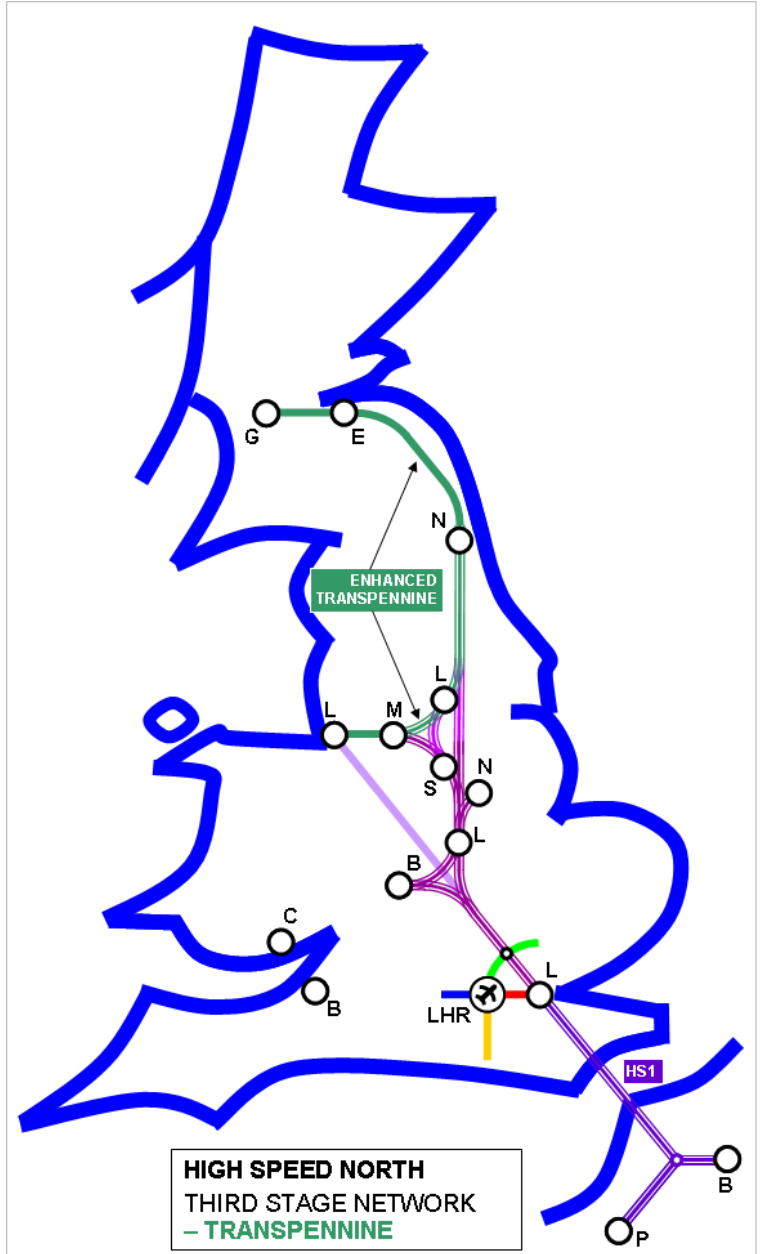 G
E
N
ENHANCED
TRANSPENNINE
L
L
M
S
N
L
B
C
B
L
LHR
HS1
B
P
HIGH SPEED NORTH
THIRD STAGE NETWORK
– TRANSPENNINE